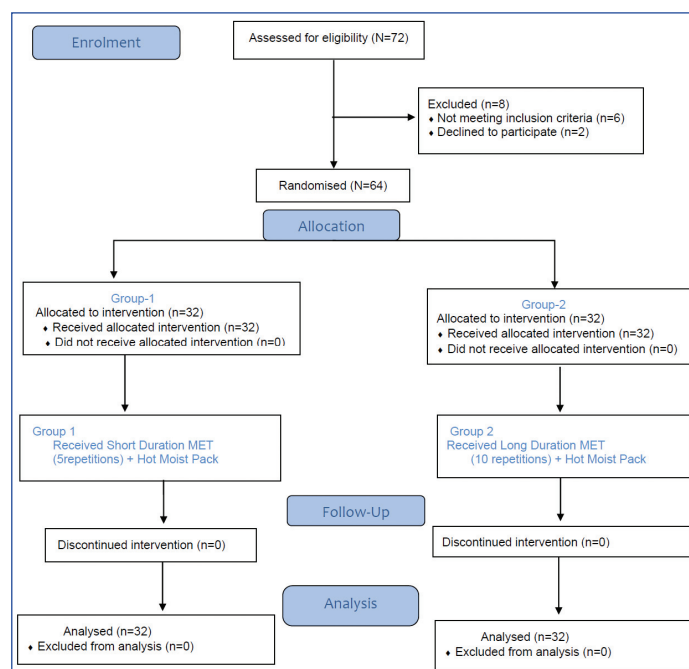 Enrolment
Assessed for eligibility (N=72)
Excluded (n=8)
♦ Not meeting inclusion criteria (n=6)
♦ Declined to participate (n=2)
Randomised (N=64)
Allocation
Group-1
Allocated to intervention (n=32)
♦ Received allocated intervention (n=32)
♦ Did not receive allocated intervention (n=0)
Group-2
Allocated to intervention (n=32)
♦ Received allocated intervention (n=32)
♦ Did not receive allocated intervention (n=0)
Group 1
Received Short Duration MET
(5repetitions) + Hot Moist Pack
Group 2
Received Long Duration MET
(10 repetitions) + Hot Moist Pack
Follow-Up
Discontinued intervention (n=0)
Discontinued intervention (n=0)
Analysis
Analysed (n=32)
♦ Excluded from analysis (n=0)
Analysed (n=32)
♦ Excluded from analysis (n=0)